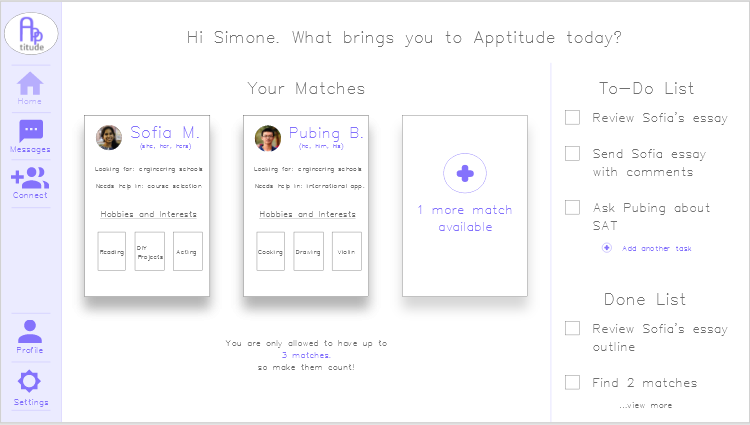 App
titude
Home
Messages
Connect
Profile
Settings
Hi Simone. What brings you to Apptitude today?
Your Matches
Sofia M.
(she, her, hers)
Looking for: engineering schools
Needs help in: course selection
Hobbies and Interests
Reading
DIY
Projects
Acting
Pubing B.
(he, him, his)
Looking for: engineering schools
Needs help in: international app.
Hobbies and Interests
Cooking
Drawing
Violin
1 more match
available
You are only allowed to have up to
3 matches,
so make them count!
To-Do List
Review Sofia's essay
Send Sofia essay
with comments
Ask Pubing about
SAT
Add another task
Done List
Review Sofia's essay
outline
Find 2 matches
...view more